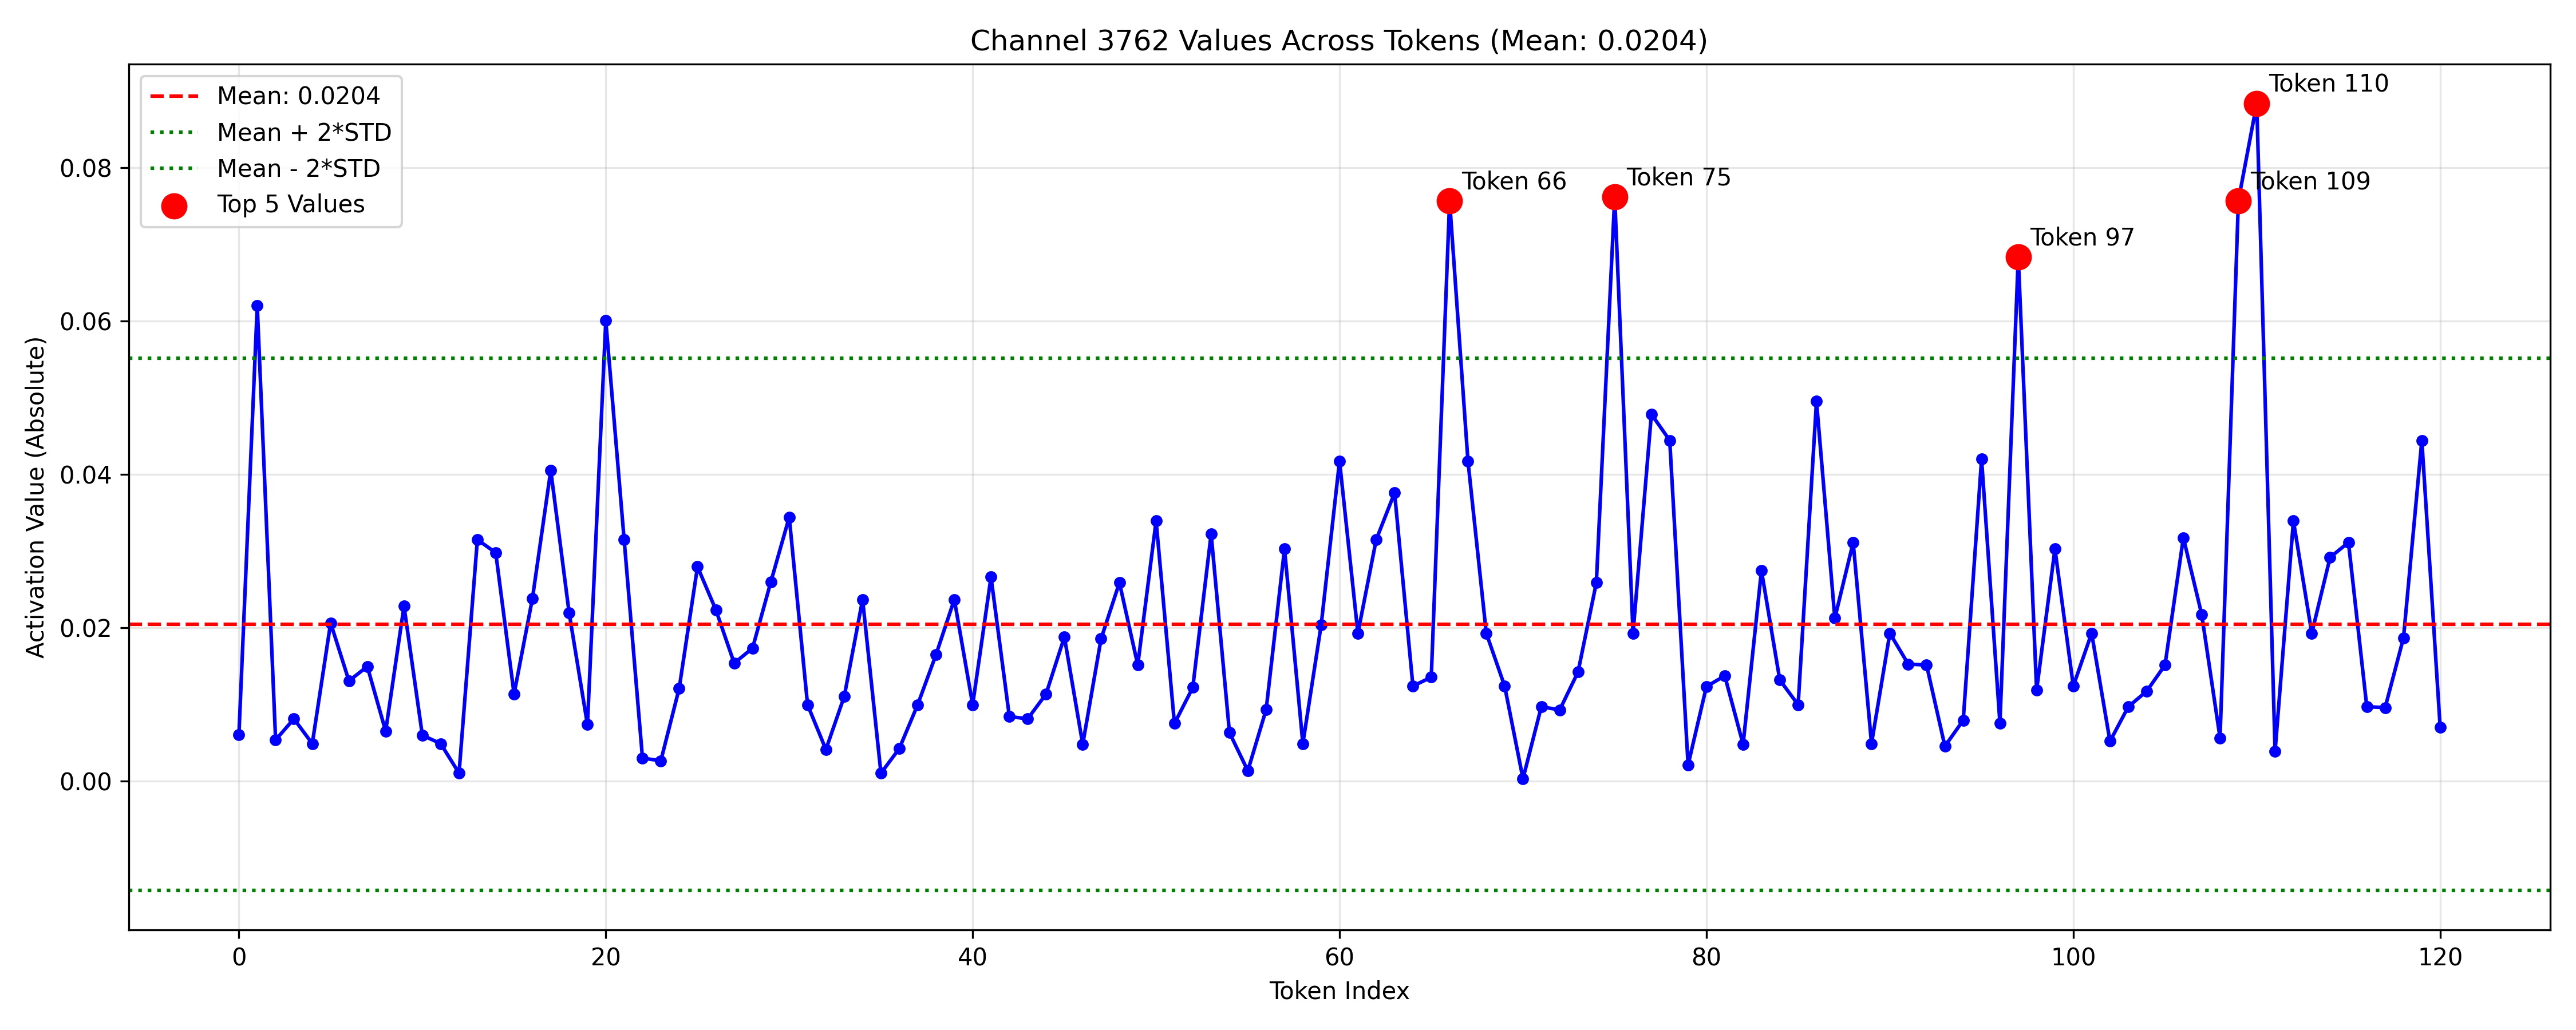 Channel 3762 Values Across Tokens (Mean: 0.0204)
Mean: 0.0204
Mean + 2*STD
Mean - 2*STD
Top 5 Values
Token 110
Token 66
Token 75
Token 109
Token 97
0.08
0.06
0.04
0.02
0.00
Activation Value (Absolute)
0
20
40
60
80
100
120
Token Index